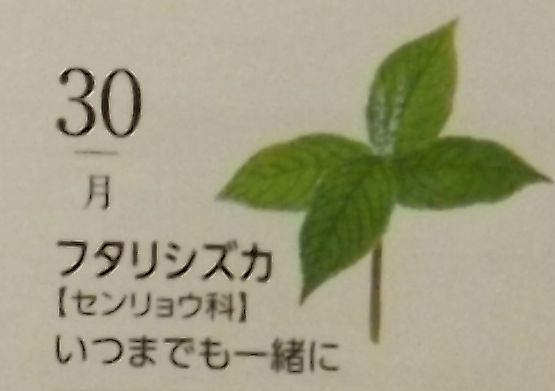 30
月
フタリシズカ
【センリョウ科】
いつまでも一緒に